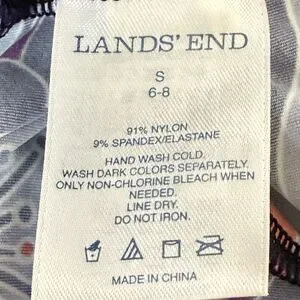 LANDS' END
S
6-8
91% NYLON
9% SPANDEX/ELASTANE
HAND WASH COLD.
WASH DARK COLORS SEPARATELY.
ONLY NON-CHLORINE BLEACH WHEN
NEEDED.
LINE DRY.
DO NOT IRON.
MADE IN CHINA